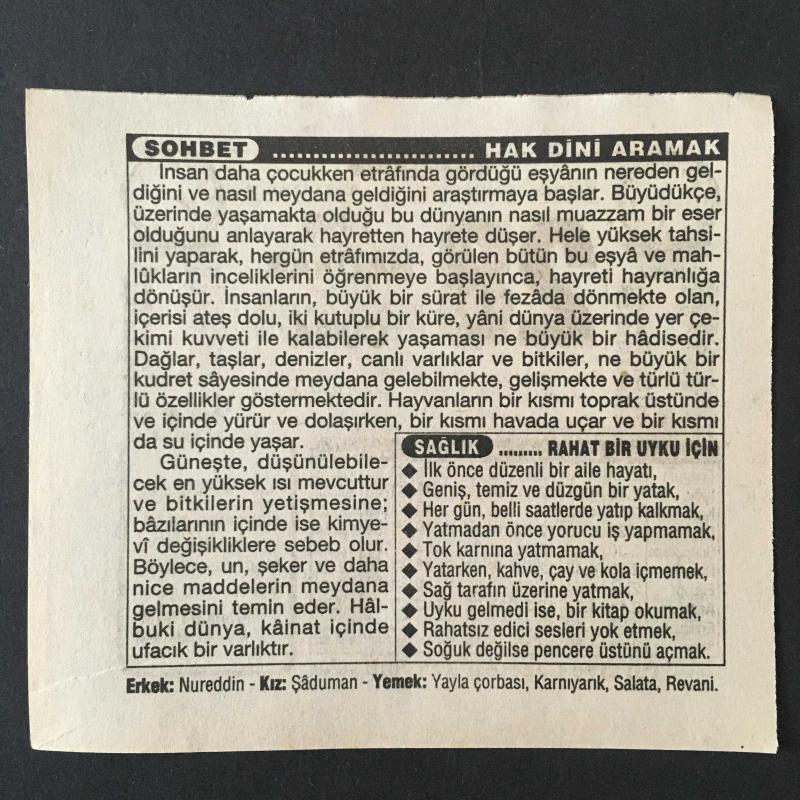 SOHBET ........................ HAK DİNİ ARAMAK
İnsan daha çocukken etrâfında gördüğü eşyânın nereden gel-
diğini ve nasıl meydana geldiğini araştırmaya başlar. Büyüdükçe,
üzerinde yaşamakta olduğu bu dünyanın nasıl muazzam bir eser
olduğunu anlayarak hayretten hayrete düşer. Hele yüksek tahsi-
lini yaparak, hergün etrâfımızda, görülen bütün bu eşyâ ve mah-
lûkların inceliklerini öğrenmeye başlayınca, hayreti hayranlığa
dönüşür. İnsanların, büyük bir sürat ile fezâda dönmekte olan,
içerisi ateş dolu, iki kutuplu bir küre, yâni dünya üzerinde yer çe-
kimi kuvveti ile kalabilerek yaşaması ne büyük bir hâdisedir.
Dağlar, taşlar, denizler, canlı varlıklar ve bitkiler, ne büyük bir
kudret sâyesinde meydana gelebilmekte, gelişmekte ve türlü tür-
lü özellikler göstermektedir. Hayvanların bir kısmı toprak üstünde
ve içinde yürür ve dolaşırken, bir kısmı havada uçar ve bir kısmı
da su içinde yaşar.
Güneşte, düşünülebile-
cek en yüksek ısı mevcuttur
ve bitkilerin yetişmesine;
bâzılarının içinde ise kimye-
vî değişikliklere sebeb olur.
Böylece, un, şeker ve daha
nice maddelerin meydana
gelmesini temin eder. Hâl-
buki dünya, kâinat içinde
ufacık bir varlıktır.
SAĞLIK ......... RAHAT BİR UYKU İÇİN
◆ İlk önce düzenli bir aile hayatı,
◆ Geniş, temiz ve düzgün bir yatak,
◆ Her gün, belli saatlerde yatıp kalkmak,
◆ Yatmadan önce yorucu iş yapmamak,
◆ Tok karnına yatmamak,
◆ Yatarken, kahve, çay ve kola içmemek,
◆ Sağ tarafın üzerine yatmak,
◆ Uyku gelmedi ise, bir kitap okumak,
◆ Rahatsız edici sesleri yok etmek,
◆ Soğuk değilse pencere üstünü açmak.
Erkek: Nureddin - Kız: Şâduman - Yemek: Yayla çorbası, Karnıyarık, Salata, Revani.